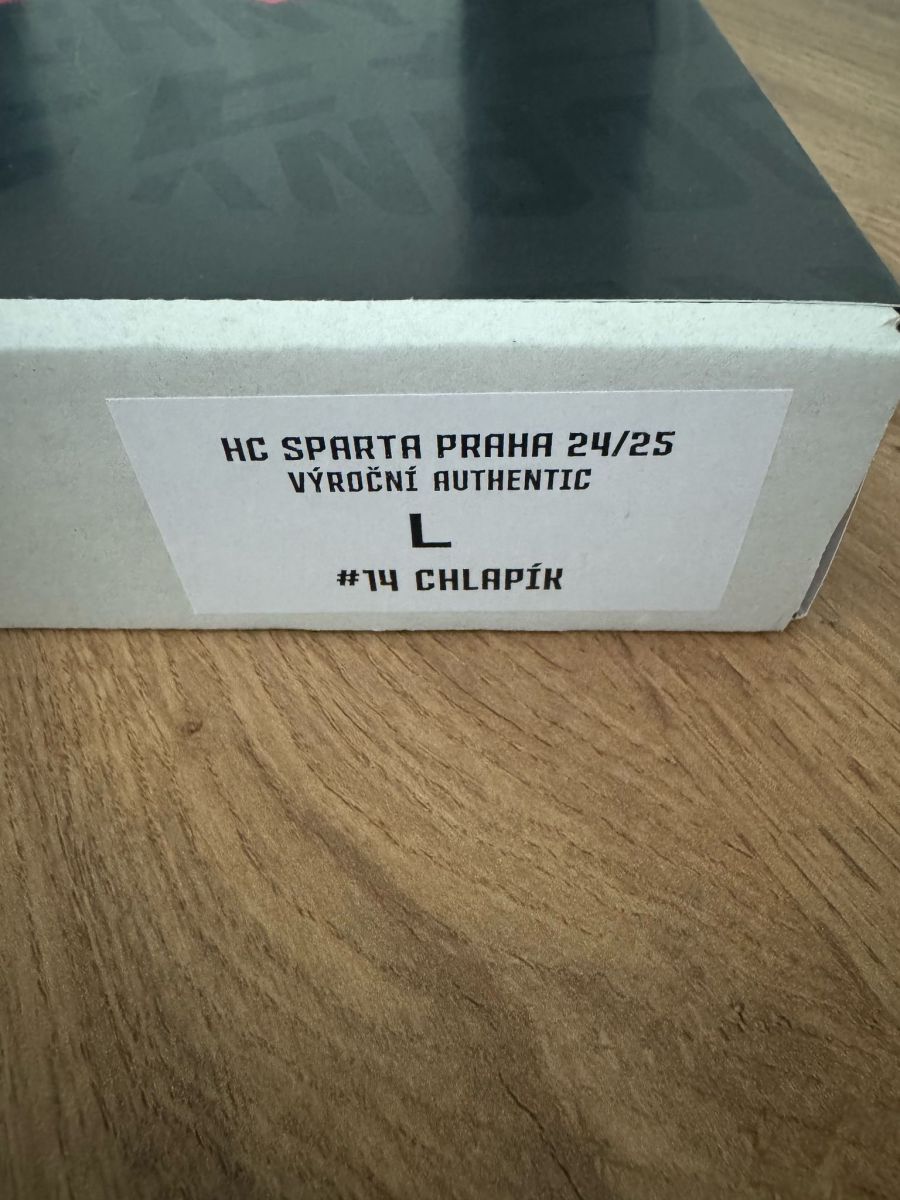 HC SPARTA PRAHA 24/25
VÝROČNÍ AUTHENTIC
L
#14 CHLAPÍK